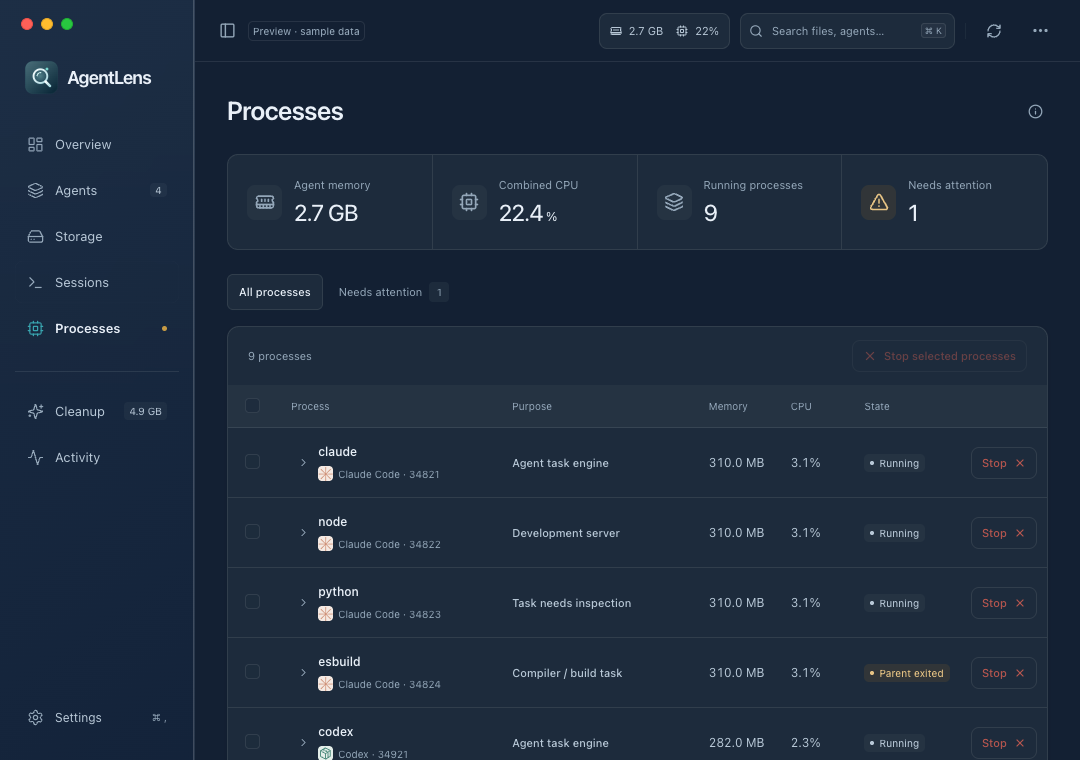 Preview · sample data
2.7 GB 22%
Search files, agents... ⌘ K
AgentLens
Overview
Agents 4
Storage
Sessions
Processes
Cleanup 4.9 GB
Activity
Settings ⌘ ,
Processes
Agent memory
2.7 GB
Combined CPU
22.4 %
Running processes
9
Needs attention
1
All processes
Needs attention 1
9 processes
Stop selected processes
Process Purpose Memory CPU State
claude
Claude Code · 34821
Agent task engine 310.0 MB 3.1% Running Stop
node
Claude Code · 34822
Development server 310.0 MB 3.1% Running Stop
python
Claude Code · 34823
Task needs inspection 310.0 MB 3.1% Running Stop
esbuild
Claude Code · 34824
Compiler / build task 310.0 MB 3.1% Parent exited Stop
codex
Codex · 34921
Agent task engine 282.0 MB 2.3% Running Stop